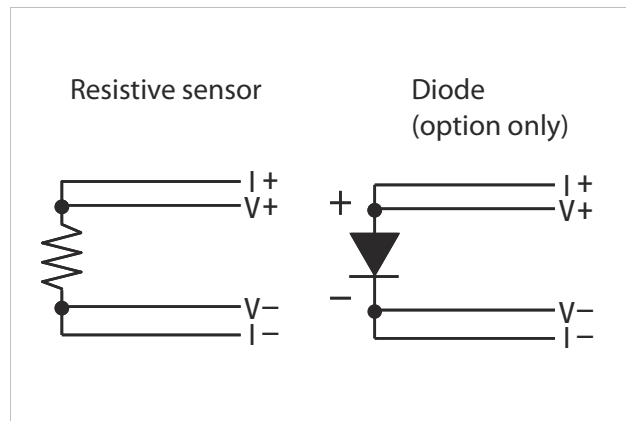 Resistive sensor
I+
V+
V−
I−
Diode
(option only)
+
I+
V+
−
V−
I−